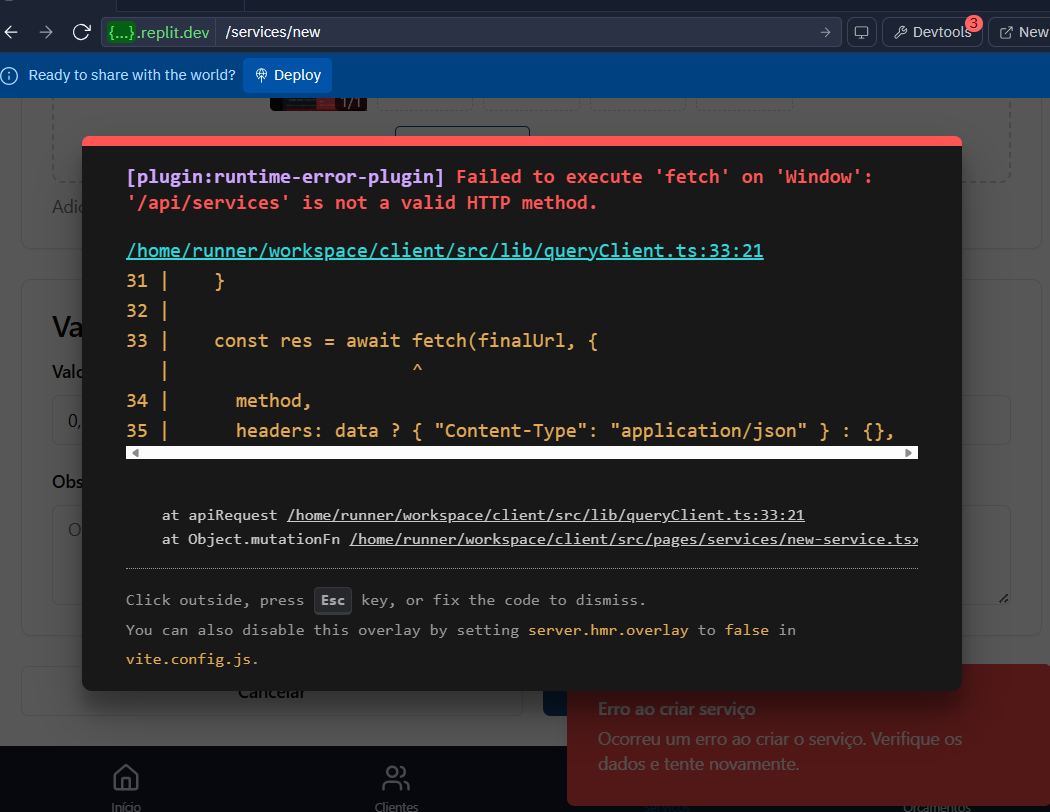 {...}.replit.dev /services/new Devtools 3 New
Ready to share with the world? Deploy
1/1
Adic
[plugin:runtime-error-plugin] Failed to execute 'fetch' on 'Window':
'/api/services' is not a valid HTTP method.
/home/runner/workspace/client/src/lib/queryClient.ts:33:21
31 | }
32 |
33 | const res = await fetch(finalUrl, {
| ^
34 | method,
35 | headers: data ? { "Content-Type": "application/json" } : {},
Va
Valo
0,
Obs
O
at apiRequest /home/runner/workspace/client/src/lib/queryClient.ts:33:21
at Object.mutationFn /home/runner/workspace/client/src/pages/services/new-service.tsx
Click outside, press Esc key, or fix the code to dismiss.
You can also disable this overlay by setting server.hmr.overlay to false in
vite.config.js.
Cancelar
Erro ao criar serviço
Ocorreu um erro ao criar o serviço. Verifique os
dados e tente novamente.
Início Clientes Serviços Orçamentos